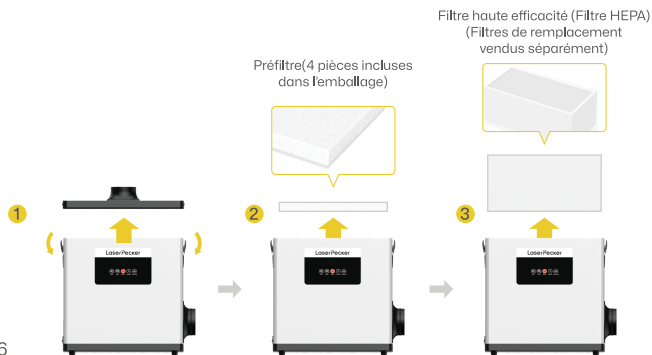 Filtre haute efficacité (Filtre HEPA)
(Filtres de remplacement
vendus séparément)
Préfiltre(4 pièces incluses
dans l'emballage)
1
2
3
LaserPecker
LaserPecker
LaserPecker
6